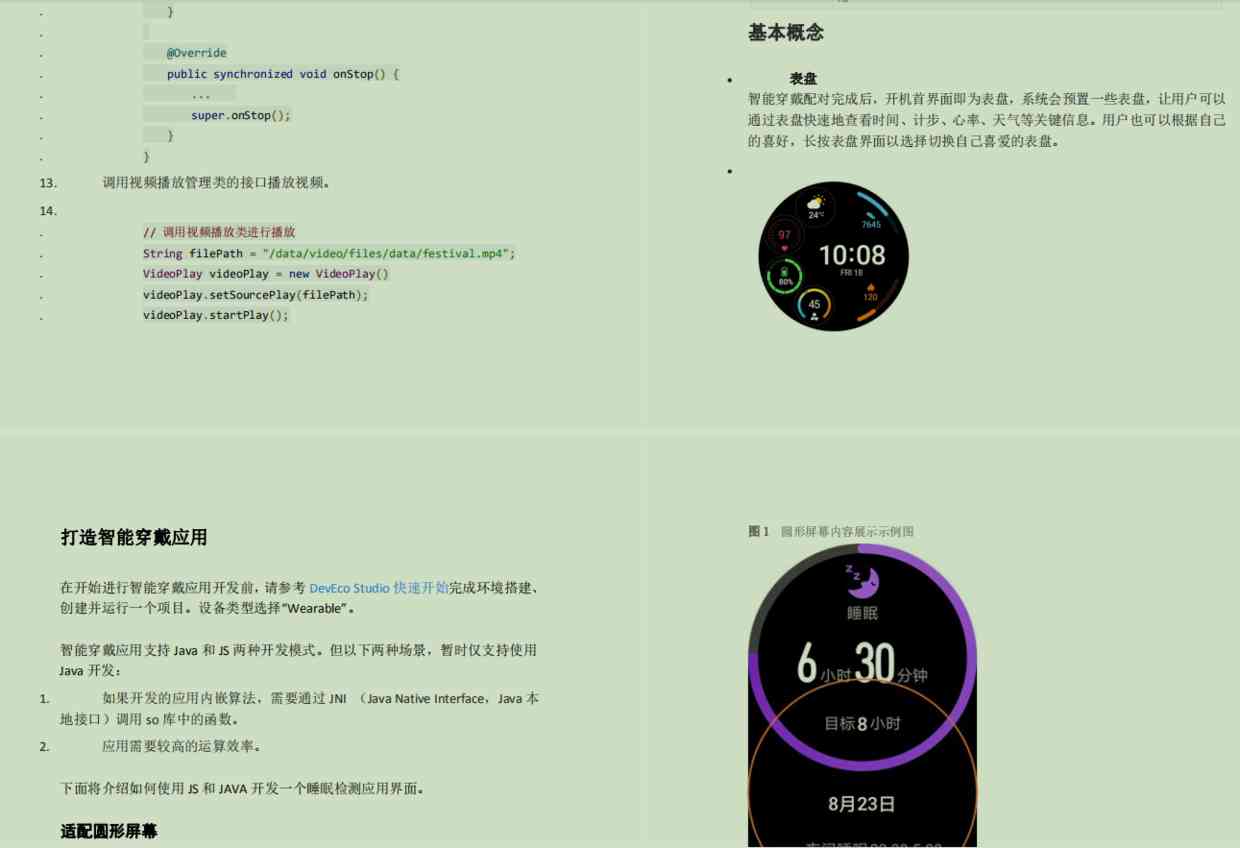 }
@Override
public synchronized void onStop() {
...
super.onStop();
}
}
13. 调用视频播放管理类的接口播放视频。
14.
// 调用视频播放类进行播放
String filePath = "/data/video/files/data/festival.mp4";
VideoPlay videoPlay = new VideoPlay()
videoPlay.setSourcePlay(filePath);
videoPlay.startPlay();
基本概念
• 表盘
智能穿戴配对完成后，开机首界面即为表盘，系统会预置一些表盘，让用户可以
通过表盘快速地查看时间、计步、心率、天气等关键信息。用户也可以根据自己
的喜好，长按表盘界面以选择切换自己喜爱的表盘。
•
24℃
7645
97
10:08
FRI 18
80%
120
45
打造智能穿戴应用
在开始进行智能穿戴应用开发前，请参考 DevEco Studio 快速开始完成环境搭建、
创建并运行一个项目。设备类型选择“Wearable”。
智能穿戴应用支持 Java 和 JS 两种开发模式。但以下两种场景，暂时仅支持使用
Java 开发：
1. 如果开发的应用内嵌算法，需要通过 JNI （Java Native Interface，Java 本
地接口）调用 so 库中的函数。
2. 应用需要较高的运算效率。
下面将介绍如何使用 JS 和 JAVA 开发一个睡眠检测应用界面。
适配圆形屏幕
图 1 圆形屏幕内容展示示例图
睡眠
6 小时 30 分钟
目标8小时
8月23日